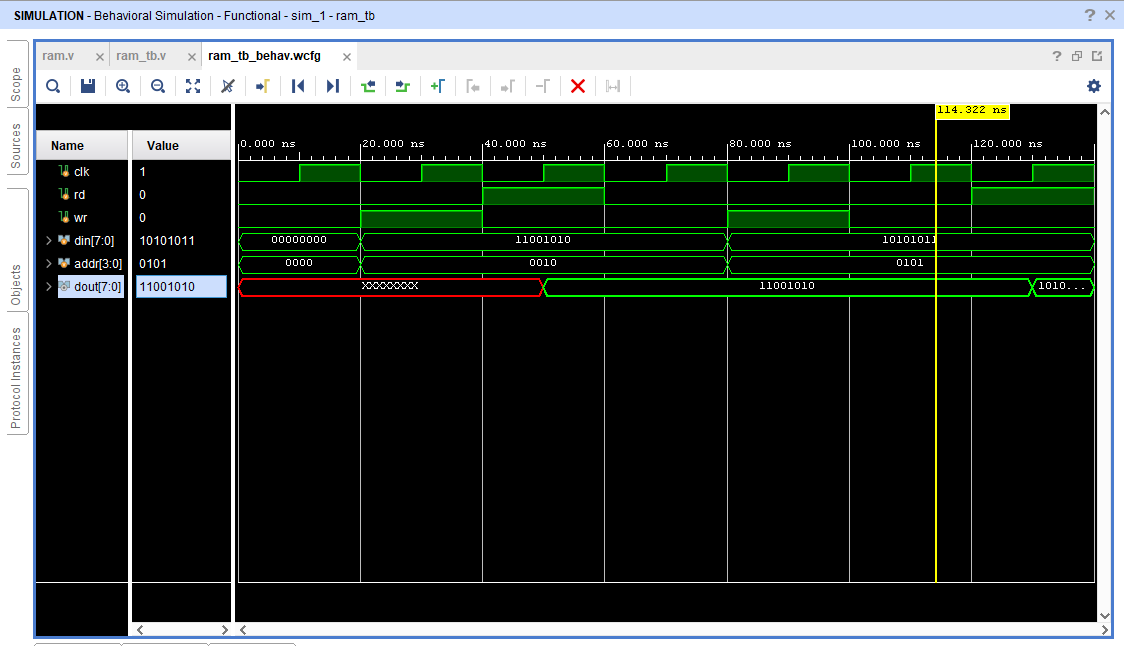 SIMULATION - Behavioral Simulation - Functional - sim_1 - ram_tb
?
Scope
Sources
Objects
Protocol Instances
ram.v
ram_tb.v
ram_tb_behav.wcfg
?
114.322 ns
Name
Value
0.000 ns
20.000 ns
40.000 ns
60.000 ns
80.000 ns
100.000 ns
120.000 ns
clk 1
rd 0
wr 0
din[7:0] 10101011 00000000 11001010 10101011
addr[3:0] 0101 0000 0010 0101
dout[7:0] 11001010 XXXXXXXX 11001010 1010...